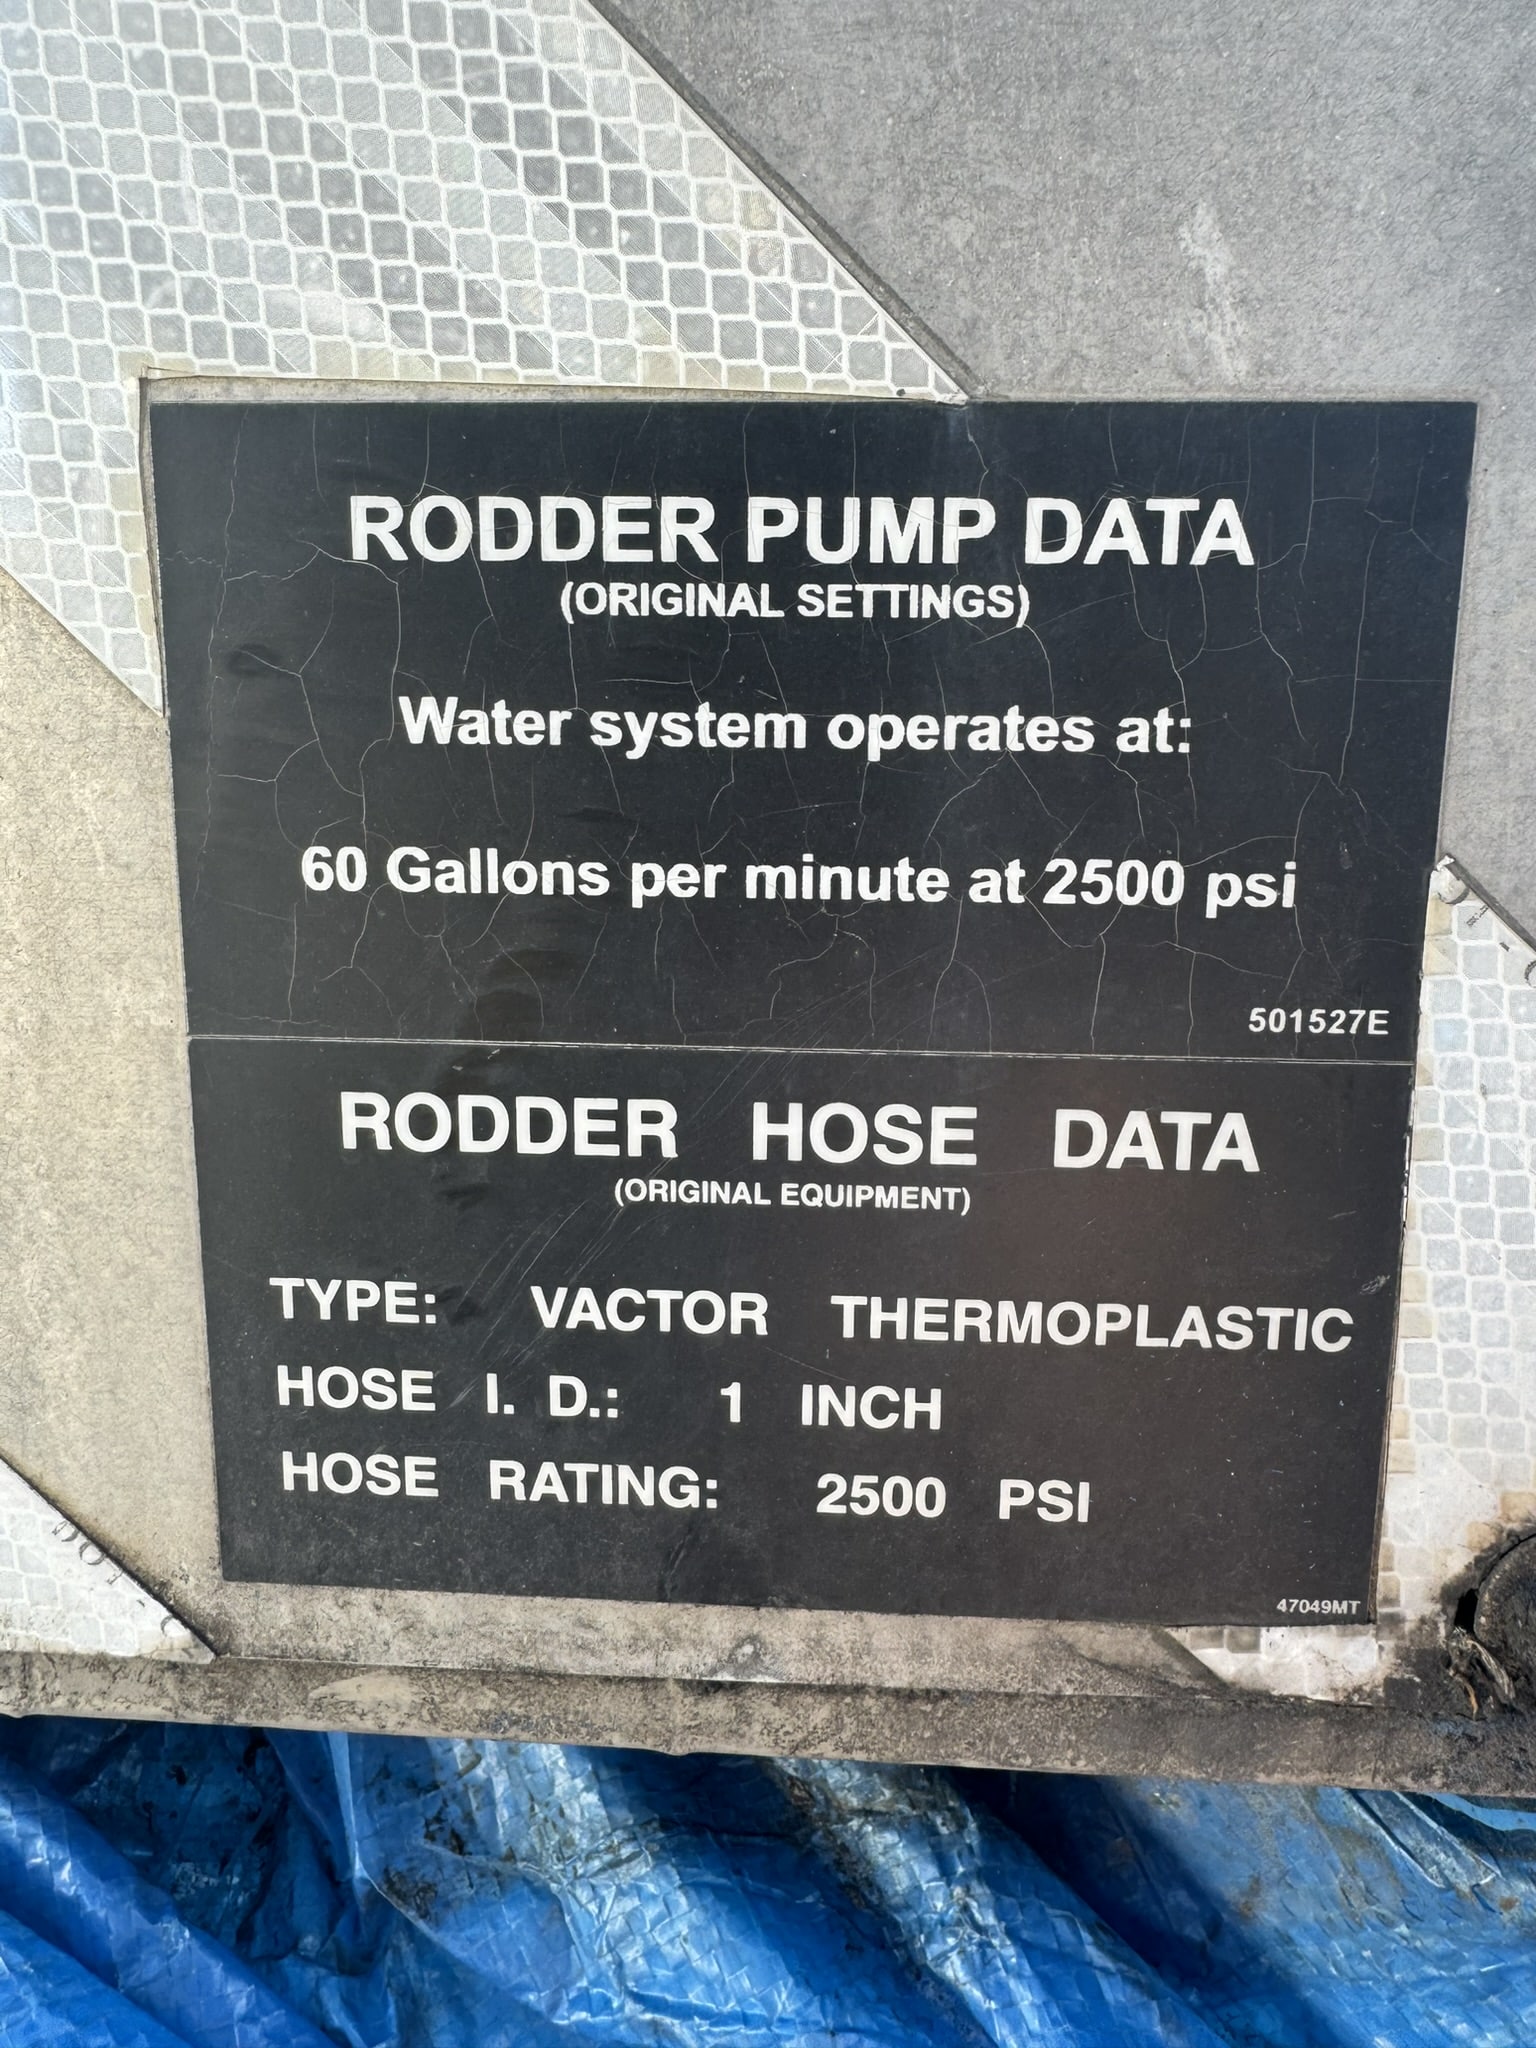 RODDER PUMP DATA
(ORIGINAL SETTINGS)
Water system operates at:
60 Gallons per minute at 2500 psi
501527E
RODDER HOSE DATA
(ORIGINAL EQUIPMENT)
TYPE: VACTOR THERMOPLASTIC
HOSE I. D.: 1 INCH
HOSE RATING: 2500 PSI
47049MT